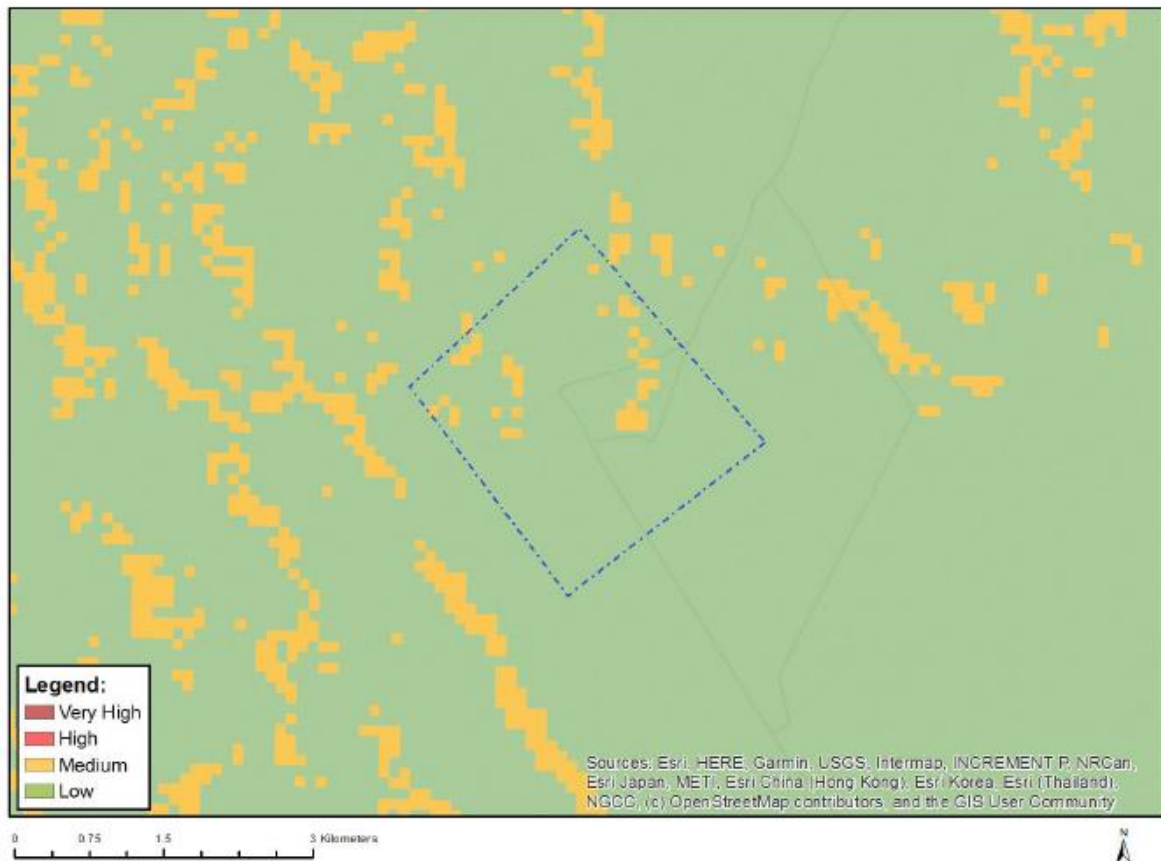 Legend:
Very High
High
Medium
Low
Sources: Esri, HERE, Garmin, USGS, Intermap, INCREMENT P, NRCan,
Esri Japan, METI, Esri China (Hong Kong), Esri Korea, Esri (Thailand),
NGCC, (c) OpenStreetMap contributors, and the GIS User Community
0 0.75 1.5 3 Kilometers
N